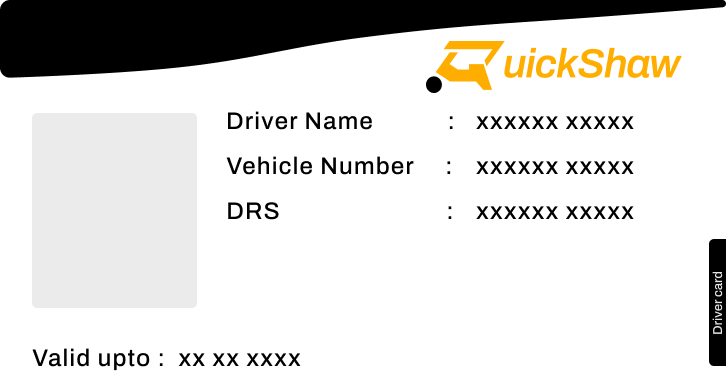 QuickShaw
Driver Name : xxxxxx xxxxx
Vehicle Number : xxxxxx xxxxx
DRS : xxxxxx xxxxx
Driver card
Valid upto : xx xx xxxx